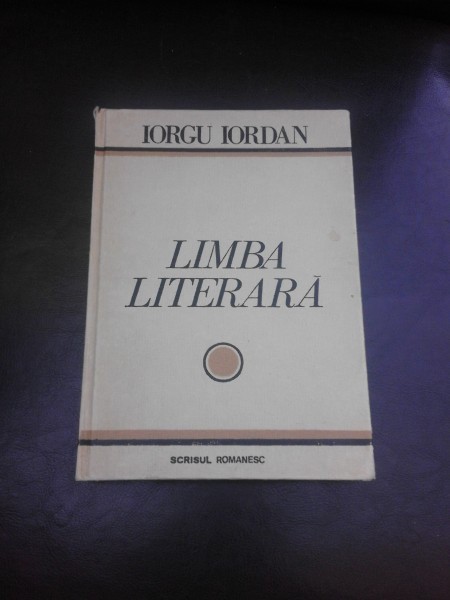 IORGU IORDAN
LIMBA
LITERARĂ
SCRISUL ROMANESC